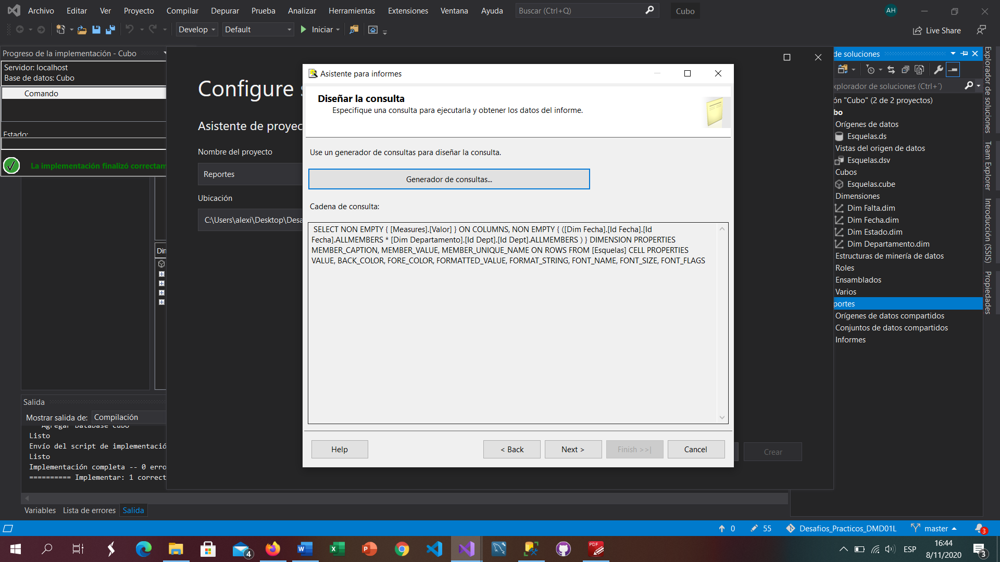 Archivo Editar Ver Proyecto Compilar Depurar Prueba Analizar Herramientas Extensiones Ventana Ayuda Buscar (Ctrl+Q) Cubo AH
Develop Default Iniciar Live Share
Progreso de la implementación - Cubo
Servidor: localhost
Base de datos: Cubo
Comando
Estado:
La implementación finalizó correctam
Configure s
Asistente de proyec
Nombre del proyecto
Reportes
Ubicación
C:\Users\alexi\Desktop\Desa
Crear
Asistente para informes
Diseñar la consulta
Especifique una consulta para ejecutarla y obtener los datos del informe.
Use un generador de consultas para diseñar la consulta.
Generador de consultas...
Cadena de consulta:
SELECT NON EMPTY { [Measures].[Valor] } ON COLUMNS, NON EMPTY { ([Dim Fecha].[Id Fecha].[Id
Fecha].ALLMEMBERS * [Dim Departamento].[Id Dept].[Id Dept].ALLMEMBERS ) } DIMENSION PROPERTIES
MEMBER_CAPTION, MEMBER_VALUE, MEMBER_UNIQUE_NAME ON ROWS FROM [Esquelas] CELL PROPERTIES
VALUE, BACK_COLOR, FORE_COLOR, FORMATTED_VALUE, FORMAT_STRING, FONT_NAME, FONT_SIZE, FONT_FLAGS
Help < Back Next > Finish >>| Cancel
de soluciones
xplorador de soluciones (Ctrl+´)
ón "Cubo" (2 de 2 proyectos)
bo
Orígenes de datos
Esquelas.ds
Vistas del origen de datos
Esquelas.dsv
Cubos
Esquelas.cube
Dimensiones
Dim Falta.dim
Dim Fecha.dim
Dim Estado.dim
Dim Departamento.dim
Estructuras de minería de datos
Roles
Ensamblados
Varios
portes
Orígenes de datos compartidos
Conjuntos de datos compartidos
Informes
Explorador de soluciones
Team Explorer
Introducción (SSIS)
Propiedades
Din
Salida
Mostrar salida de: Compilación
Agregar Database Cubo
Listo
Envío del script de implementació
Listo
Implementación completa -- 0 erro
========== Implementar: 1 correct
Variables Lista de errores Salida
0 55 Desafios_Practicos_DMD01L master 3
4 PDF ESP 16:44
8/11/2020 3